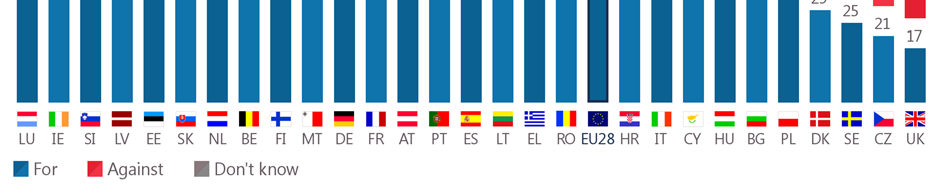 25
21
17
LU IE SI LV EE SK NL BE FI MT DE FR AT PT ES LT EL RO EU28 HR IT CY HU BG PL DK SE CZ UK
For Against Don't know